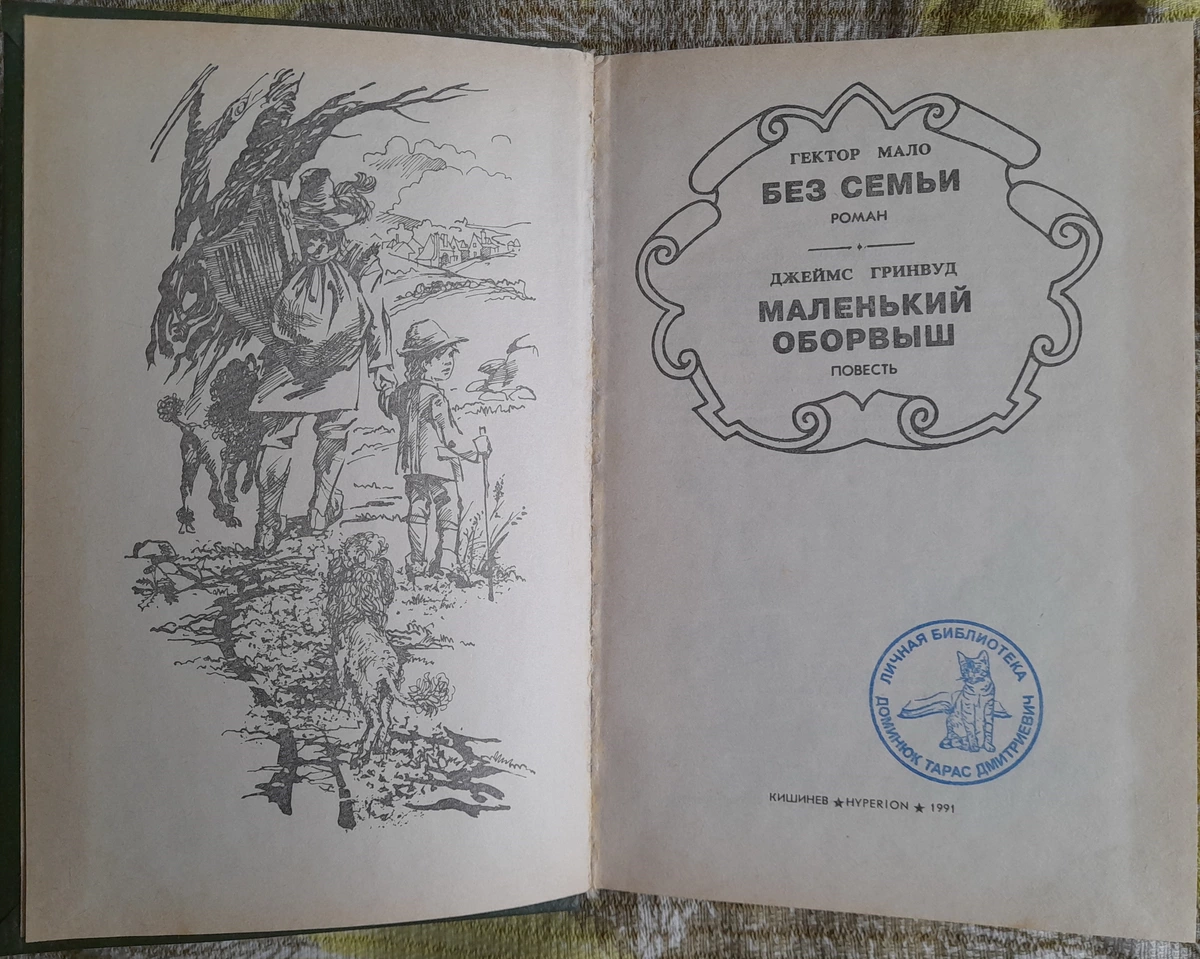 ГЕКТОР МАЛО
БЕЗ СЕМЬИ
РОМАН
ДЖЕЙМС ГРИНВУД
МАЛЕНЬКИЙ
ОБОРВЫШ
ПОВЕСТЬ
ЛИЧНАЯ БИБЛИОТЕКА
ДОМИНЮК ТАРАС ДМИТРИЕВИЧ
КИШИНЕВ ★ HYPERION ★ 1991